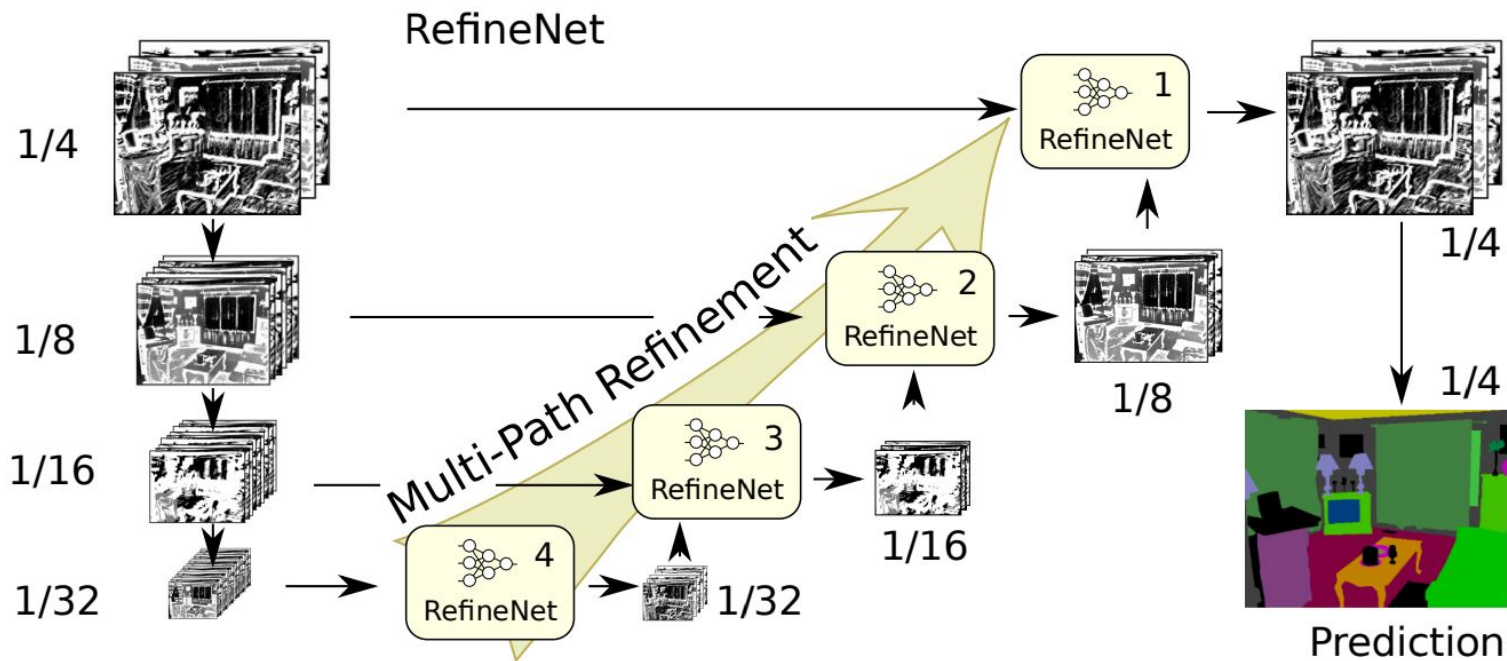 RefineNet
1/4
1
RefineNet
1/4
1/8
Multi-Path Refinement
2
RefineNet
1/8
1/4
1/16
3
RefineNet
1/16
1/32
4
RefineNet
1/32
Prediction